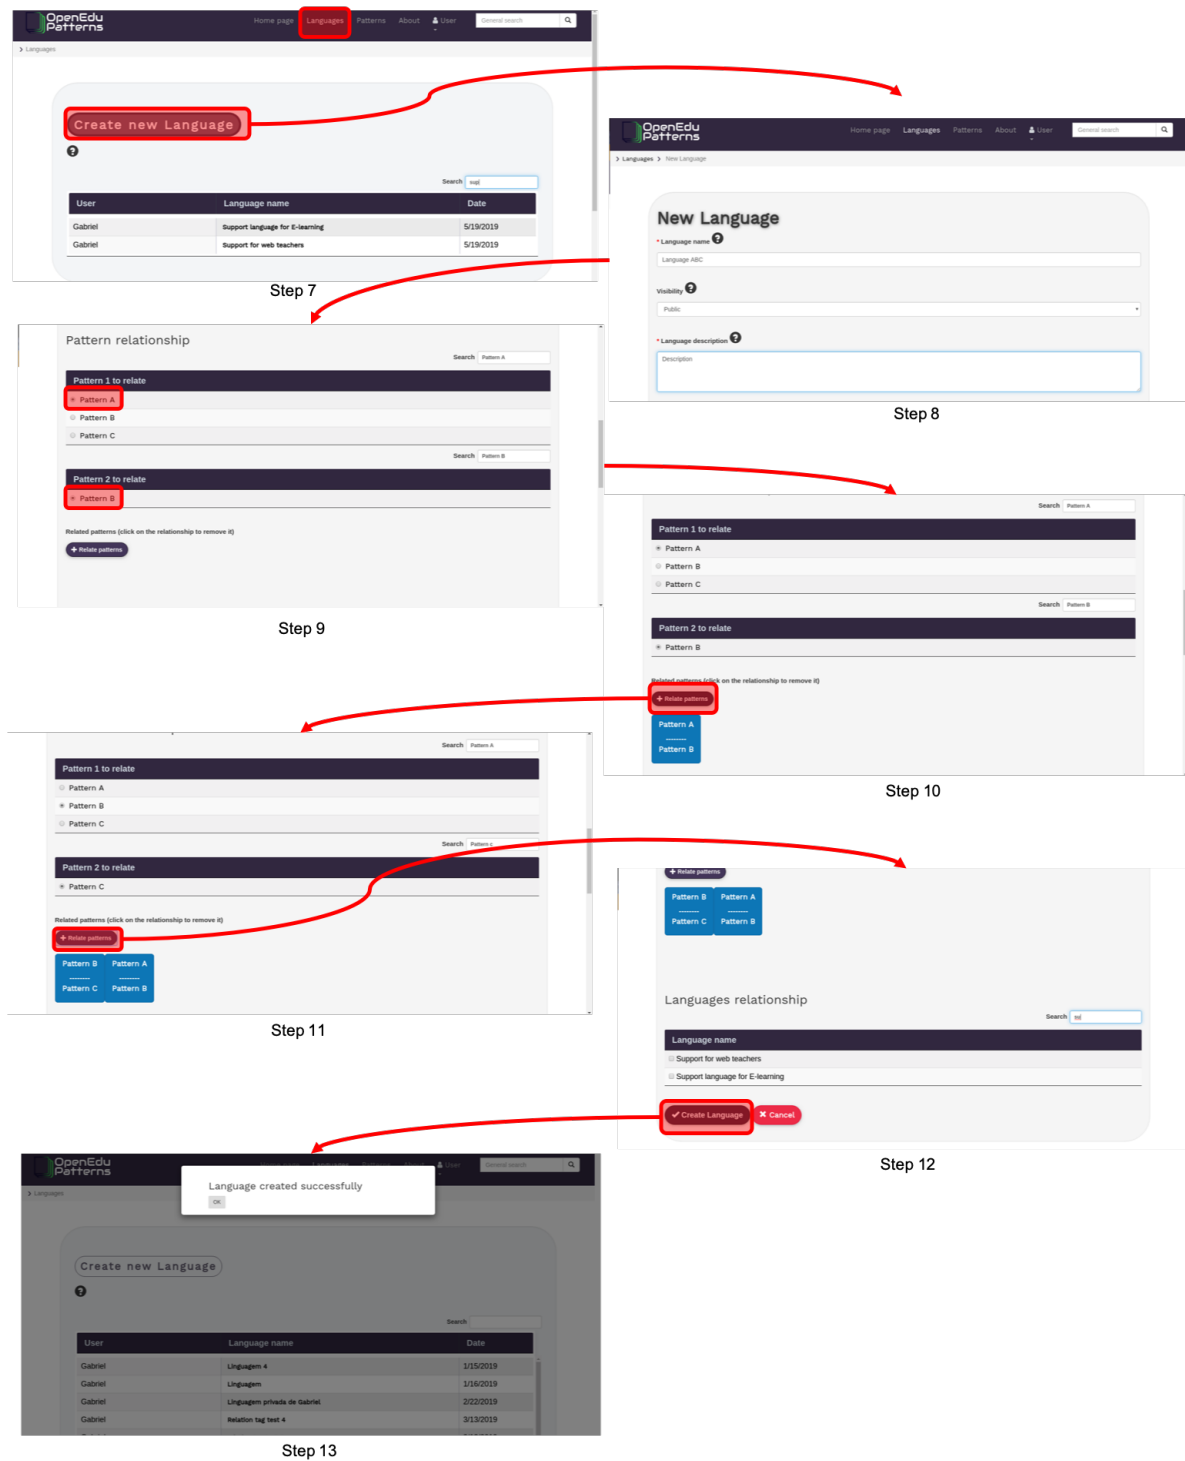 OpenEdu
Patterns
Home page Languages Patterns About User General search
Languages
Create new Language
Search sup
User Language name Date
Gabriel Support language for E-learning 5/19/2019
Gabriel Support for web teachers 5/19/2019
Step 7
OpenEdu
Patterns
Home page Languages Patterns About User General search
Languages New Language
New Language
* Language name
Language ABC
Visibility
Public
* Language description
Description
Step 8
Pattern relationship
Search Pattern A
Pattern 1 to relate
Pattern A
Pattern B
Pattern C
Search Pattern B
Pattern 2 to relate
Pattern B
Related patterns (click on the relationship to remove it)
+ Relate patterns
Step 9
Search Pattern A
Pattern 1 to relate
Pattern A
Pattern B
Pattern C
Search Pattern B
Pattern 2 to relate
Pattern B
Related patterns (click on the relationship to remove it)
+ Relate patterns
Pattern A
--------
Pattern B
Step 10
Search Pattern A
Pattern 1 to relate
Pattern A
Pattern B
Pattern C
Search Pattern c
Pattern 2 to relate
Pattern C
Related patterns (click on the relationship to remove it)
+ Relate patterns
Pattern B Pattern A
-------- --------
Pattern C Pattern B
Step 11
+ Relate patterns
Pattern B Pattern A
-------- --------
Pattern C Pattern B
Languages relationship
Search
Language name
Support for web teachers
Support language for E-learning
Create Language Cancel
Step 12
OpenEdu
Patterns
User General search
Languages
Language created successfully
OK
Create new Language
Search
User Language name Date
Gabriel Linguagem 4 1/15/2019
Gabriel Linguagem 1/16/2019
Gabriel Linguagem privada de Gabriel 2/22/2019
Gabriel Relation tag test 4 3/13/2019
Step 13